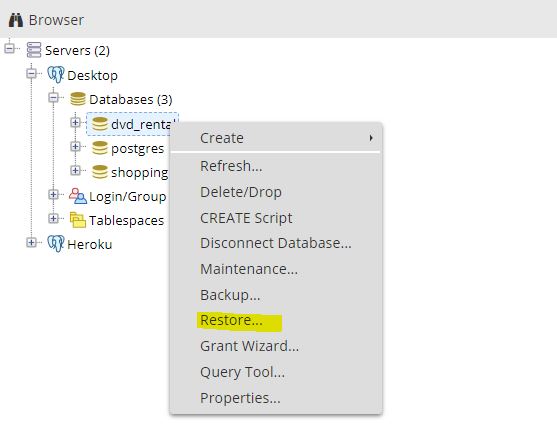 Browser
Servers (2)
Desktop
Databases (3)
dvd_rental
postgres
shopping
Login/Group
Tablespaces
Heroku
Create
Refresh...
Delete/Drop
CREATE Script
Disconnect Database...
Maintenance...
Backup...
Restore...
Grant Wizard...
Query Tool...
Properties...